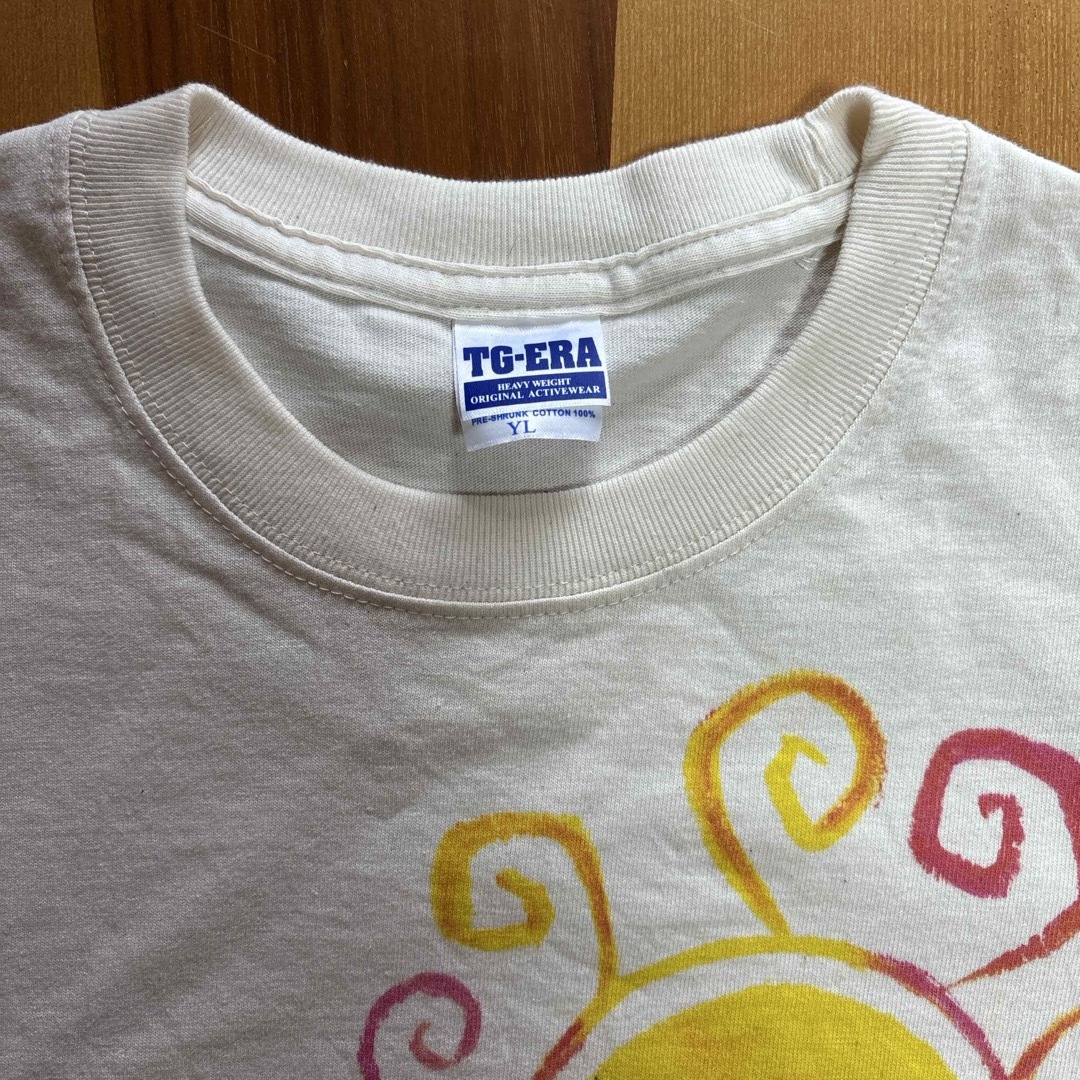 TG-ERA
HEAVY WEIGHT
ORIGINAL ACTIVEWEAR
PRE-SHRUNK COTTON 100%
YL